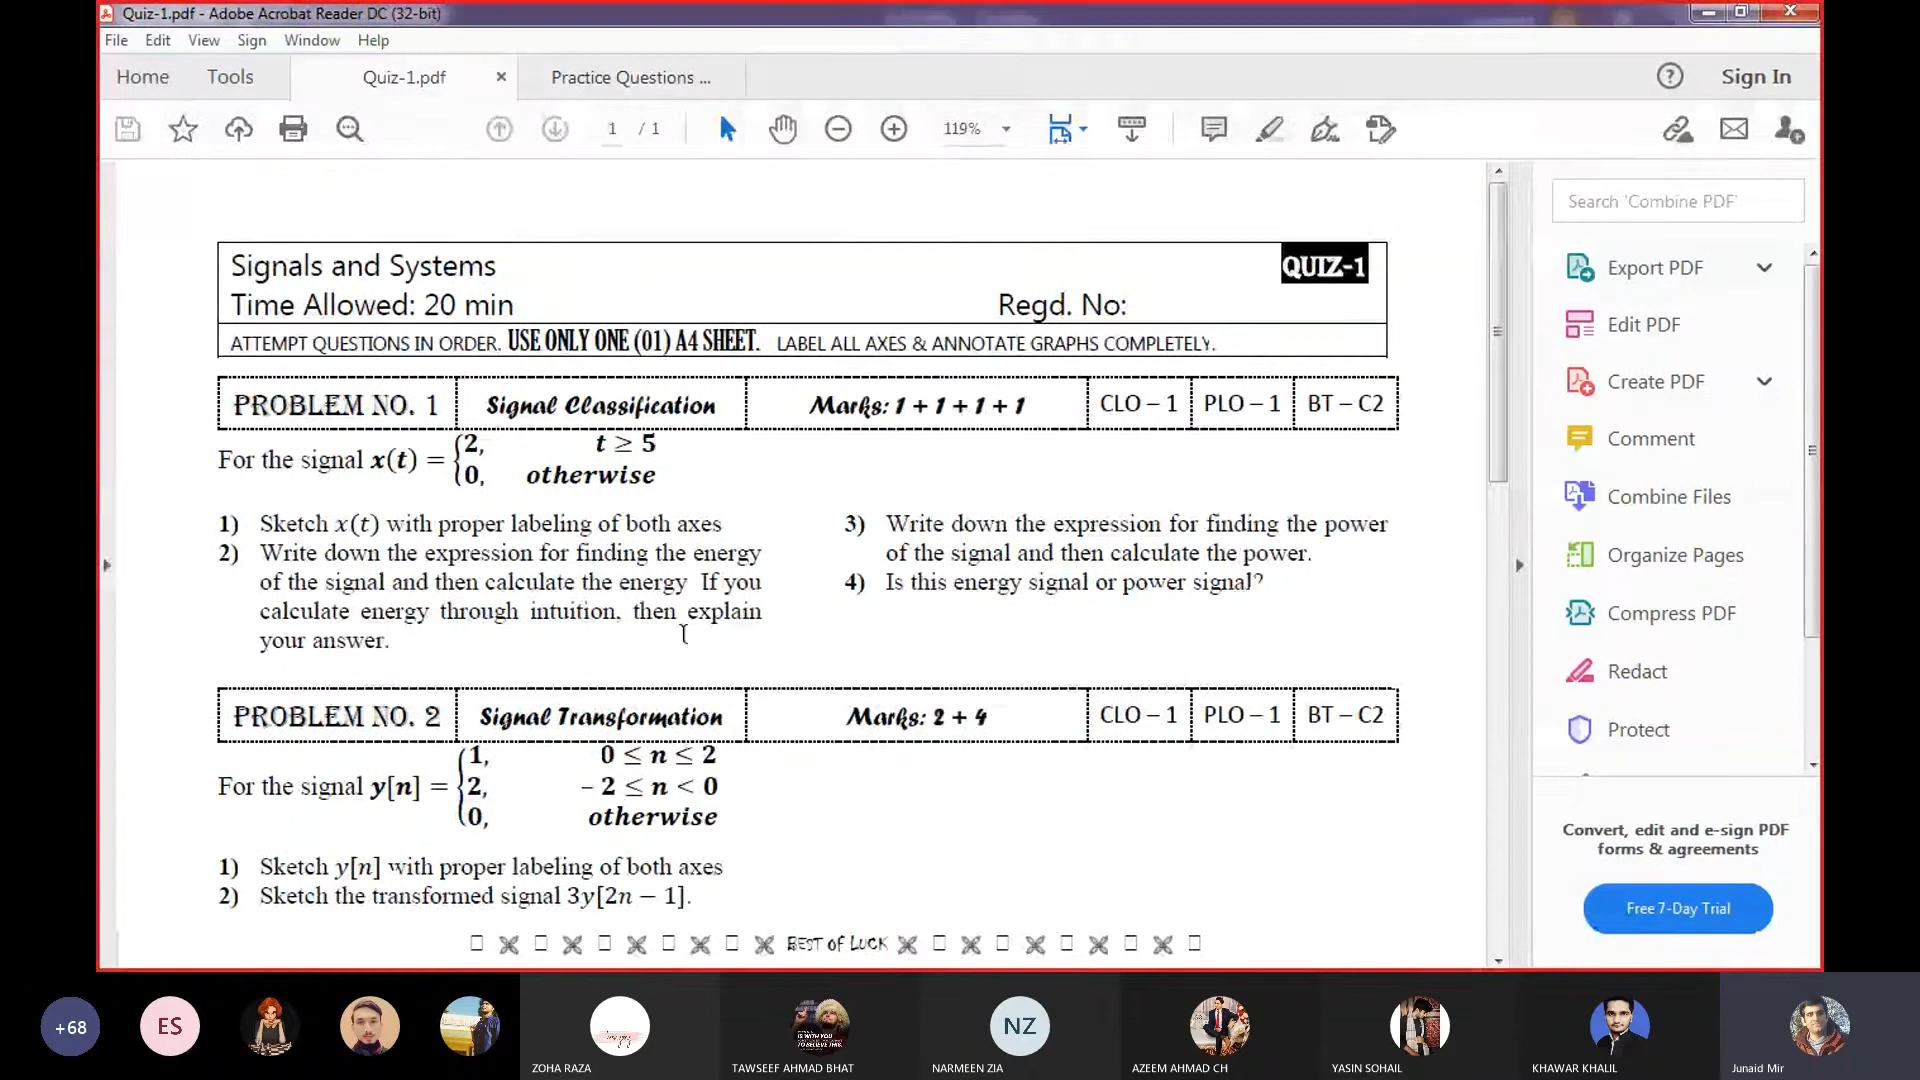 Quiz-1.pdf - Adobe Acrobat Reader DC (32-bit)
File Edit View Sign Window Help
Home Tools Quiz-1.pdf × Practice Questions ... Sign In
1 / 1 119%
Search 'Combine PDF'
Signals and Systems QUIZ-1
Time Allowed: 20 min Regd. No:
ATTEMPT QUESTIONS IN ORDER. USE ONLY ONE (01) A4 SHEET. LABEL ALL AXES & ANNOTATE GRAPHS COMPLETELY.
PROBLEM NO. 1 Signal Classification Marks: 1 + 1 + 1 + 1 CLO – 1 PLO – 1 BT – C2
For the signal x(t) = {2, t ≥ 5
0, otherwise
1) Sketch x(t) with proper labeling of both axes
2) Write down the expression for finding the energy
of the signal and then calculate the energy If you
calculate energy through intuition, then explain
your answer.
3) Write down the expression for finding the power
of the signal and then calculate the power.
4) Is this energy signal or power signal?
PROBLEM NO. 2 Signal Transformation Marks: 2 + 4 CLO – 1 PLO – 1 BT – C2
For the signal y[n] = {1, 0 ≤ n ≤ 2
2, – 2 ≤ n < 0
0, otherwise
1) Sketch y[n] with proper labeling of both axes
2) Sketch the transformed signal 3y[2n − 1].
BEST OF LUCK
Export PDF
Edit PDF
Create PDF
Comment
Combine Files
Organize Pages
Compress PDF
Redact
Protect
Convert, edit and e-sign PDF
forms & agreements
Free 7-Day Trial
+68 ES NZ
ZOHA RAZA TAWSEEF AHMAD BHAT NARMEEN ZIA AZEEM AHMAD CH YASIN SOHAIL KHAWAR KHALIL Junaid Mir